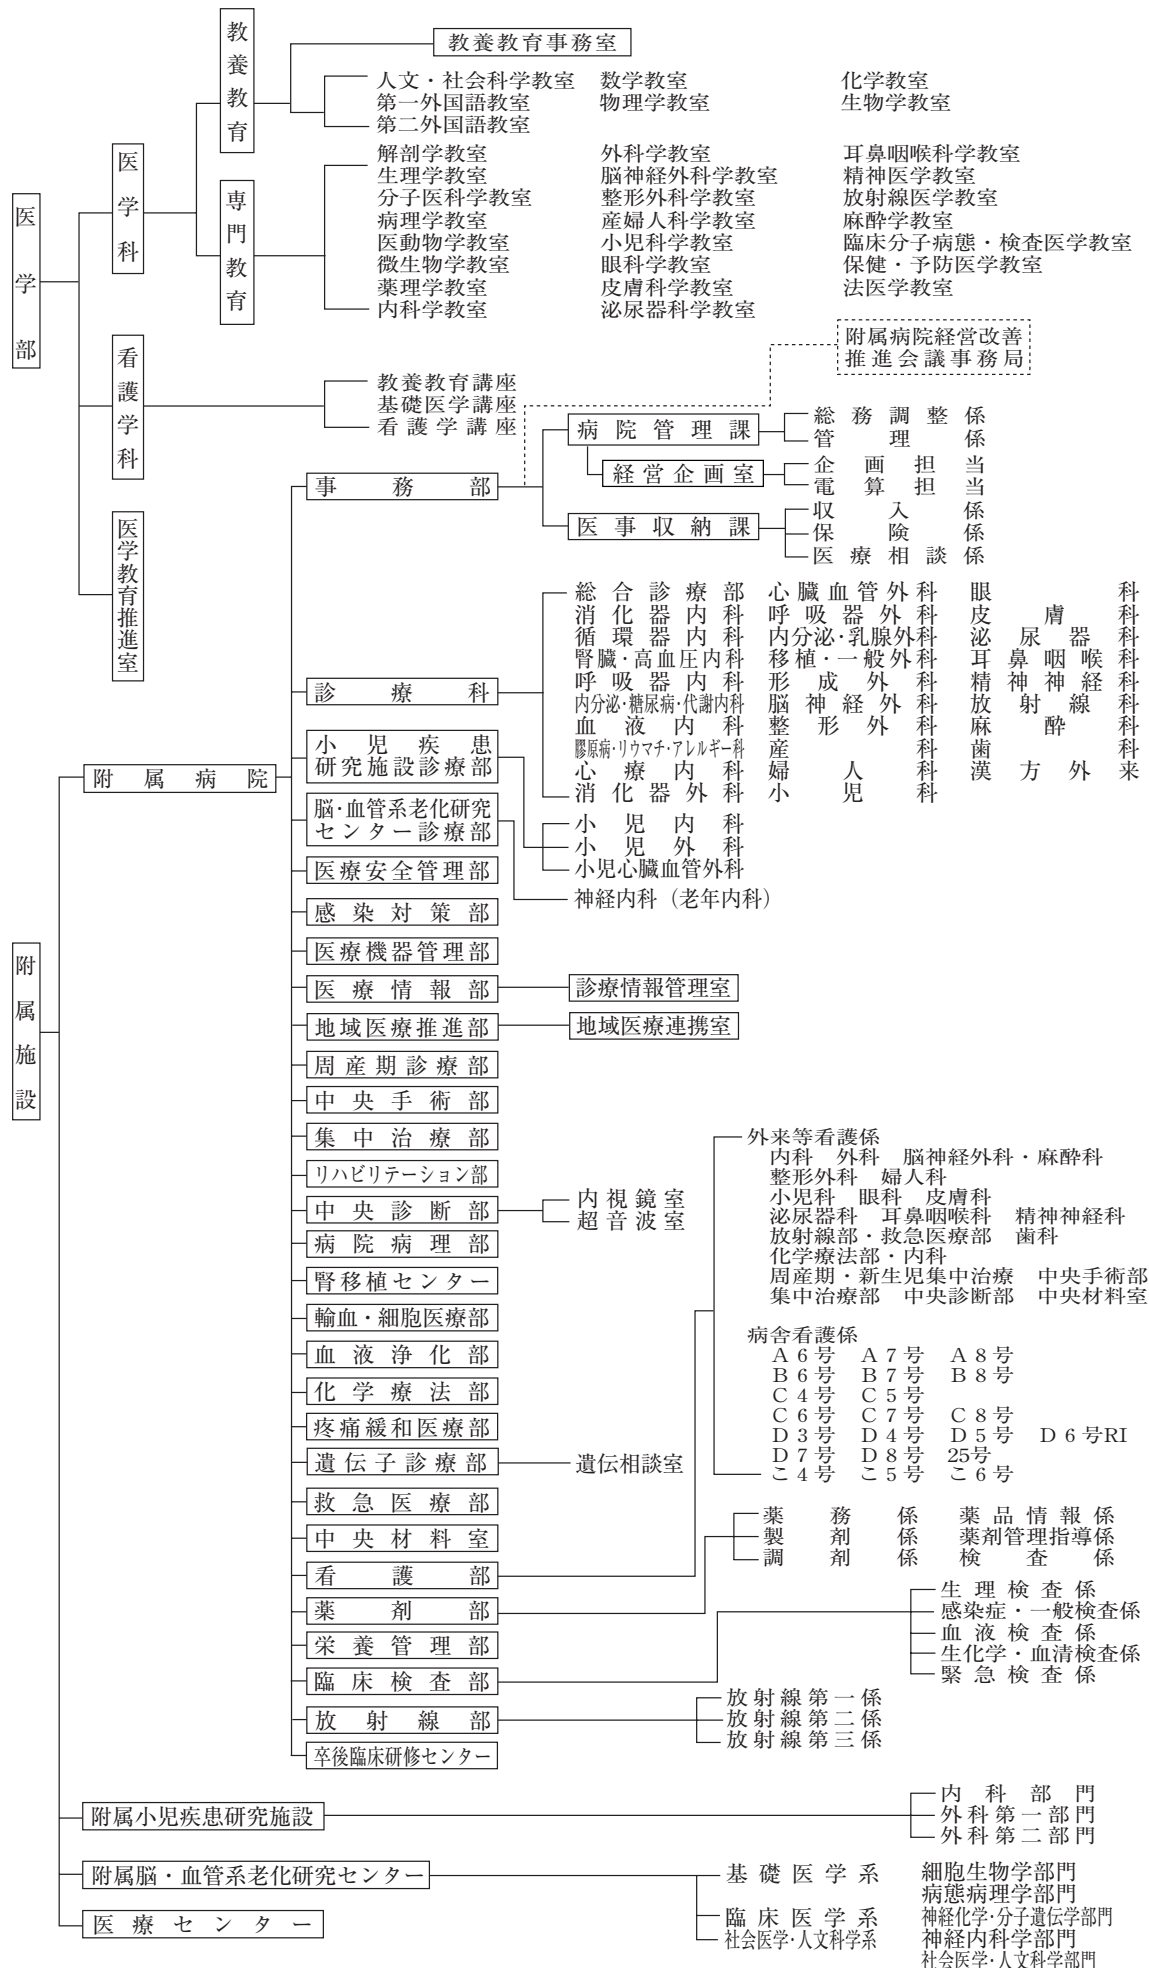 医学部
医学科
教養教育
教養教育事務室
人文・社会科学教室　数学教室　化学教室
第一外国語教室　物理学教室　生物学教室
第二外国語教室
専門教育
解剖学教室　外科学教室　耳鼻咽喉科学教室
生理学教室　脳神経外科学教室　精神医学教室
分子医科学教室　整形外科学教室　放射線医学教室
病理学教室　産婦人科学教室　麻酔学教室
医動物学教室　小児科学教室　臨床分子病態・検査医学教室
微生物学教室　眼科学教室　保健・予防医学教室
薬理学教室　皮膚科学教室　法医学教室
内科学教室　泌尿器科学教室
看護学科
教養教育講座
基礎医学講座
看護学講座
医学教育推進室
附属施設
附属病院
附属病院経営改善
推進会議事務局
事務部
病院管理課
総務調整係
管理係
経営企画室
企画担当
電算担当
医事収納課
収入係
保険係
医療相談係
診療科
総合診療部　心臓血管外科　眼科
消化器内科　呼吸器外科　皮膚科
循環器内科　内分泌・乳腺外科　泌尿器科
腎臓・高血圧内科　移植・一般外科　耳鼻咽喉科
呼吸器内科　形成外科　精神神経科
内分泌・糖尿病・代謝内科　脳神経外科　放射線科
血液内科　整形外科　麻酔科
膠原病・リウマチ・アレルギー科　産科　歯科
心療内科　婦人科　漢方外来
消化器外科　小児科
小児疾患
研究施設診療部
小児内科
小児外科
小児心臓血管外科
脳・血管系老化研究
センター診療部
神経内科（老年内科）
医療安全管理部
感染対策部
医療機器管理部
医療情報部
診療情報管理室
地域医療推進部
地域医療連携室
周産期診療部
中央手術部
集中治療部
リハビリテーション部
中央診断部
内視鏡室
超音波室
病院病理部
腎移植センター
輸血・細胞医療部
血液浄化部
化学療法部
疼痛緩和医療部
遺伝子診療部
遺伝相談室
救急医療部
中央材料室
看護部
外来等看護係
内科　外科　脳神経外科・麻酔科
整形外科　婦人科
小児科　眼科　皮膚科
泌尿器科　耳鼻咽喉科　精神神経科
放射線部・救急医療部　歯科
化学療法部・内科
周産期・新生児集中治療　中央手術部
集中治療部　中央診断部　中央材料室
病舎看護係
A６号　A７号　A８号
B６号　B７号　B８号
C４号　C５号
C６号　C７号　C８号
D３号　D４号　D５号　D６号RI
D７号　D８号　25号
こ４号　こ５号　こ６号
薬剤部
薬務係　薬品情報係
製剤係　薬剤管理指導係
調剤係　検査係
栄養管理部
臨床検査部
生理検査係
感染症・一般検査係
血液検査係
生化学・血清検査係
緊急検査係
放射線部
放射線第一係
放射線第二係
放射線第三係
卒後臨床研修センター
附属小児疾患研究施設
内科部門
外科第一部門
外科第二部門
附属脳・血管系老化研究センター
基礎医学系　細胞生物学部門
病態病理学部門
臨床医学系　神経化学・分子遺伝学部門
社会医学・人文科学系　神経内科学部門
社会医学・人文科学部門
医療センター